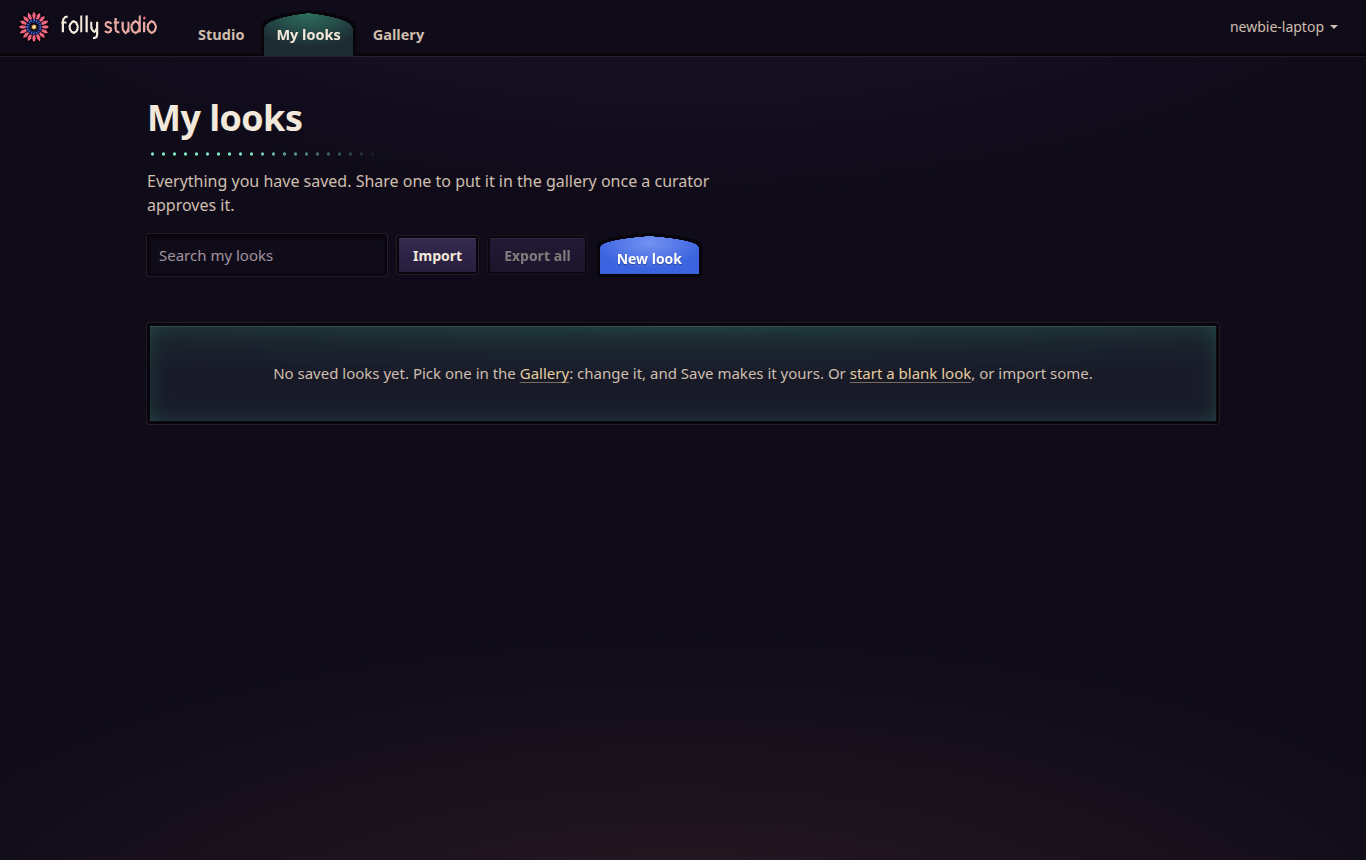 folly studio
Studio
My looks
Gallery
newbie-laptop
My looks
Everything you have saved. Share one to put it in the gallery once a curator
approves it.
Search my looks
Import
Export all
New look
No saved looks yet. Pick one in the Gallery: change it, and Save makes it yours. Or start a blank look, or import some.